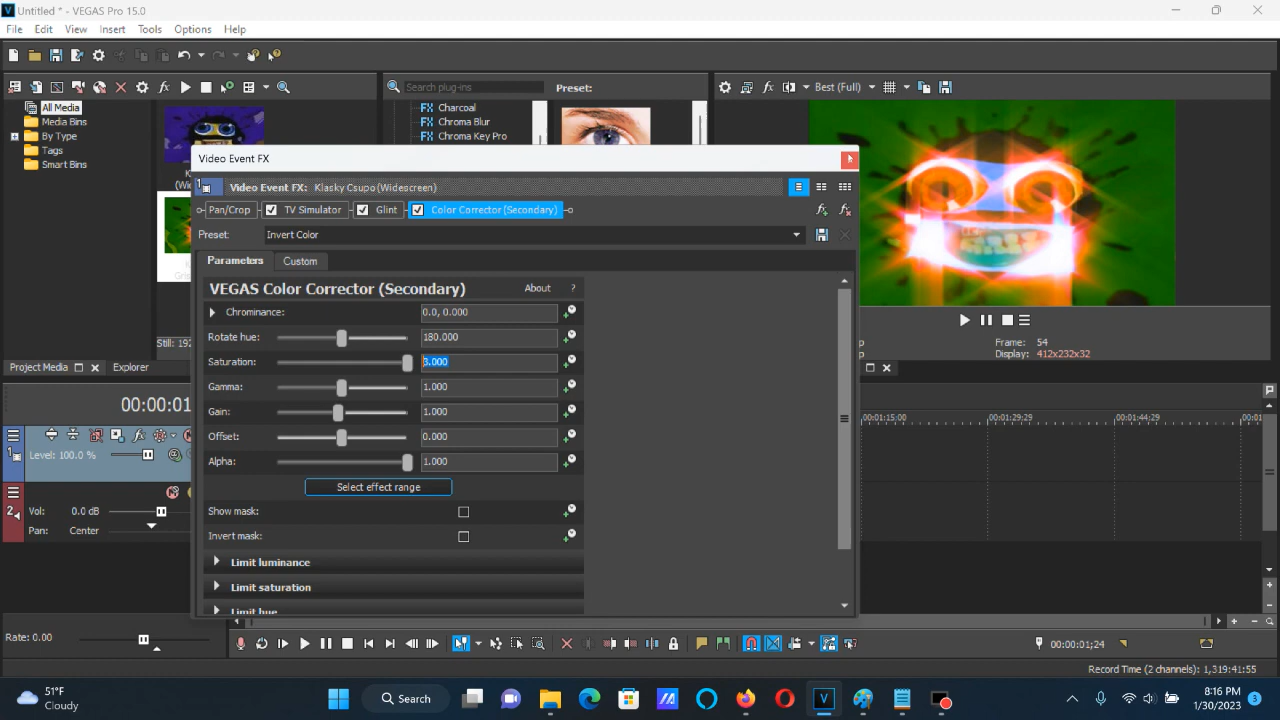 Untitled * - VEGAS Pro 15.0
File Edit View Insert Tools Options Help
Search plug-ins
Preset:
Best (Full)
All Media
Media Bins
By Type
Tags
Smart Bins
FX Charcoal
FX Chroma Blur
FX Chroma Key Pro
Video Event FX
Video Event FX: Klasky Csupo (Widescreen)
Pan/Crop TV Simulator Glint Color Corrector (Secondary)
Preset: Invert Color
Parameters Custom
VEGAS Color Corrector (Secondary) About ?
Chrominance: 0.0, 0.000
Rotate hue: 180.000
Saturation: 3.000
Gamma: 1.000
Gain: 1.000
Offset: 0.000
Alpha: 1.000
Select effect range
Show mask:
Invert mask:
Limit luminance
Limit saturation
Limit hue
Still: 192
Frame: 54
Display: 412x232x32
Project Media Explorer
00:00:01
00:01:15:00 00:01:29:29 00:01:44;29
1
Level: 100.0 %
2
Vol: 0.0 dB
Pan: Center
Rate: 0.00
00:00:01;24
Record Time (2 channels): 1,319:41:55
51°F
Cloudy
Search
8:16 PM
1/30/2023
3